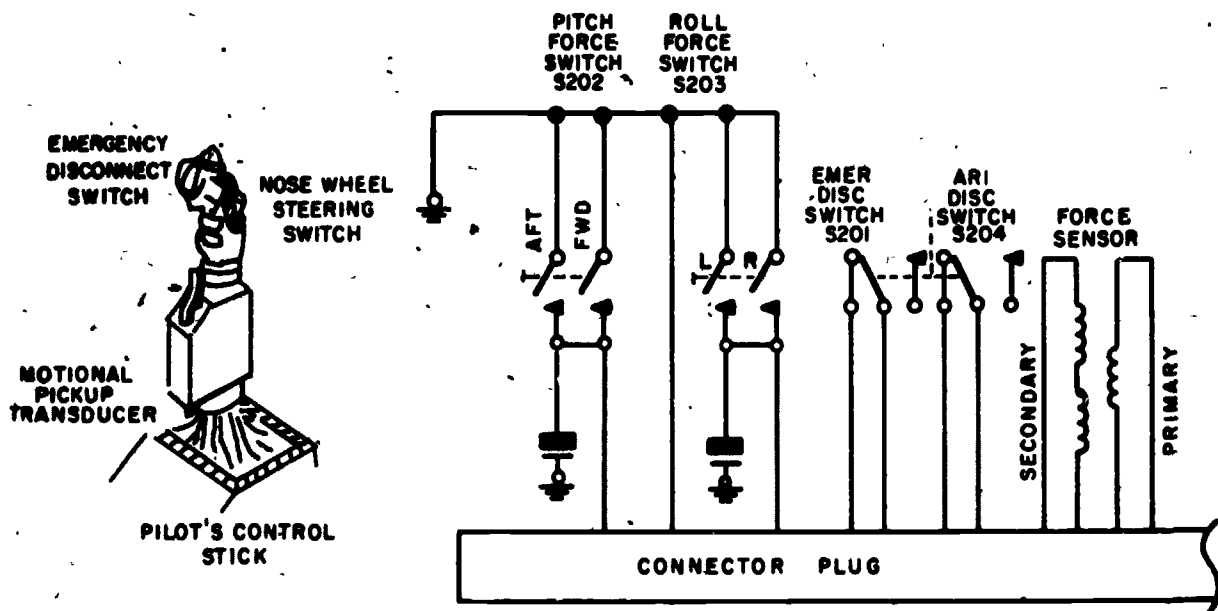 PITCH
FORCE
SWITCH
S202
ROLL
FORCE
SWITCH
S203
EMERGENCY
DISCONNECT
SWITCH
NOSE WHEEL
STEERING
SWITCH
AFT
FWD
L
R
EMER
DISC
SWITCH
S201
ARI
DISC
SWITCH
S204
FORCE
SENSOR
MOTIONAL
PICKUP
TRANSDUCER
SECONDARY
PRIMARY
PILOT'S CONTROL
STICK
CONNECTOR PLUG